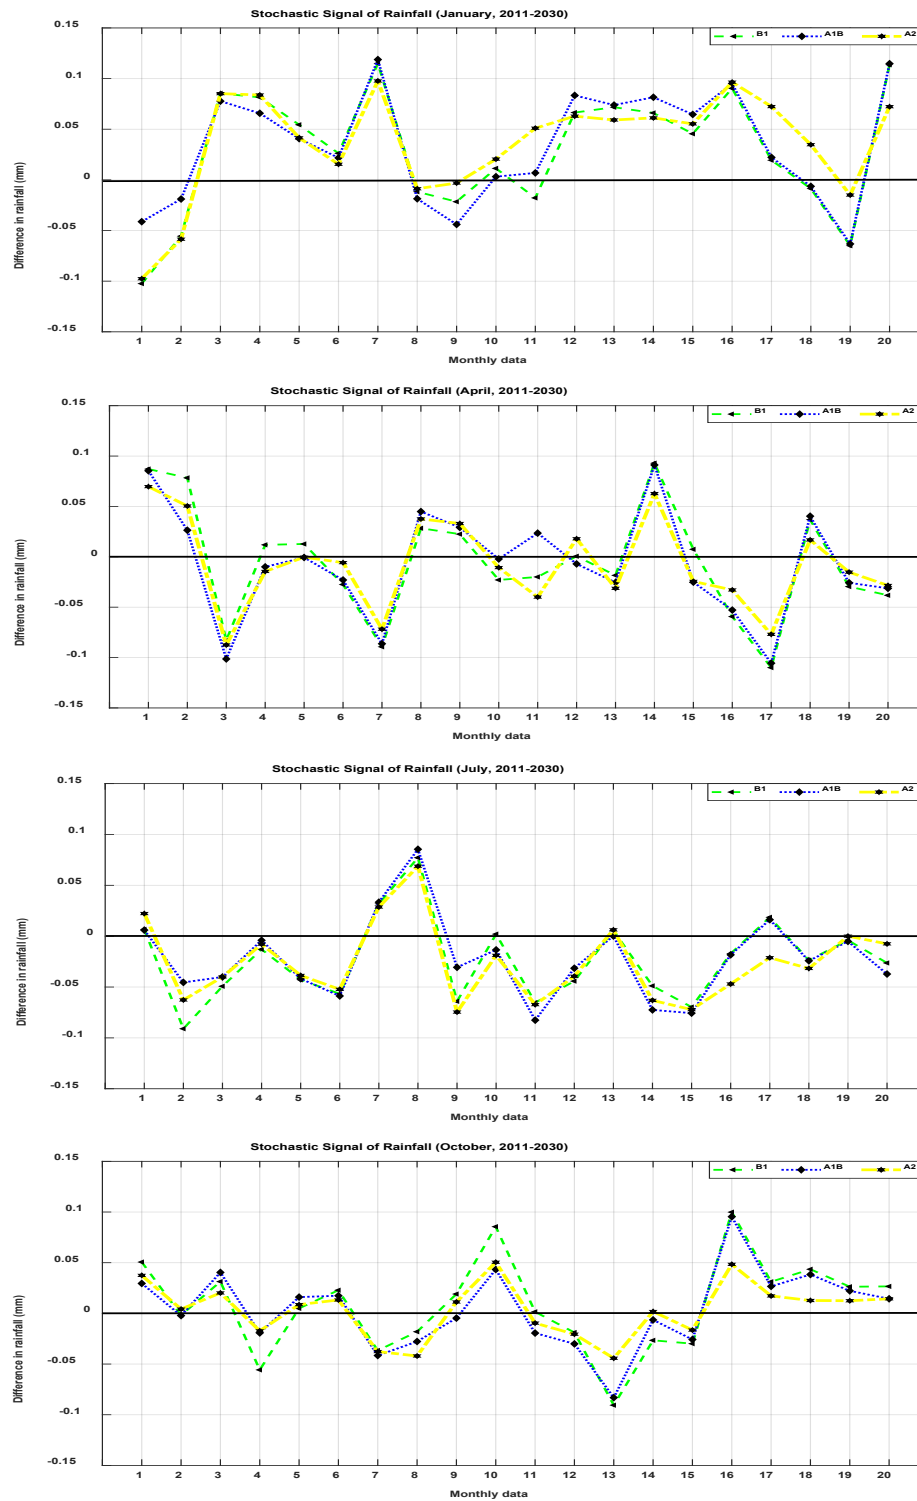 Stochastic Signal of Rainfall (January, 2011-2030)
B1 A1B A2
0.15
0.1
0.05
0
-0.05
-0.1
-0.15
Difference in rainfall (mm)
1 2 3 4 5 6 7 8 9 10 11 12 13 14 15 16 17 18 19 20
Monthly data
Stochastic Signal of Rainfall (April, 2011-2030)
B1 A1B A2
0.15
0.1
0.05
0
-0.05
-0.1
-0.15
Difference in rainfall (mm)
1 2 3 4 5 6 7 8 9 10 11 12 13 14 15 16 17 18 19 20
Monthly data
Stochastic Signal of Rainfall (July, 2011-2030)
B1 A1B A2
0.15
0.1
0.05
0
-0.05
-0.1
-0.15
Difference in rainfall (mm)
1 2 3 4 5 6 7 8 9 10 11 12 13 14 15 16 17 18 19 20
Monthly data
Stochastic Signal of Rainfall (October, 2011-2030)
B1 A1B A2
0.15
0.1
0.05
0
-0.05
-0.1
-0.15
Difference in rainfall (mm)
1 2 3 4 5 6 7 8 9 10 11 12 13 14 15 16 17 18 19 20
Monthly data